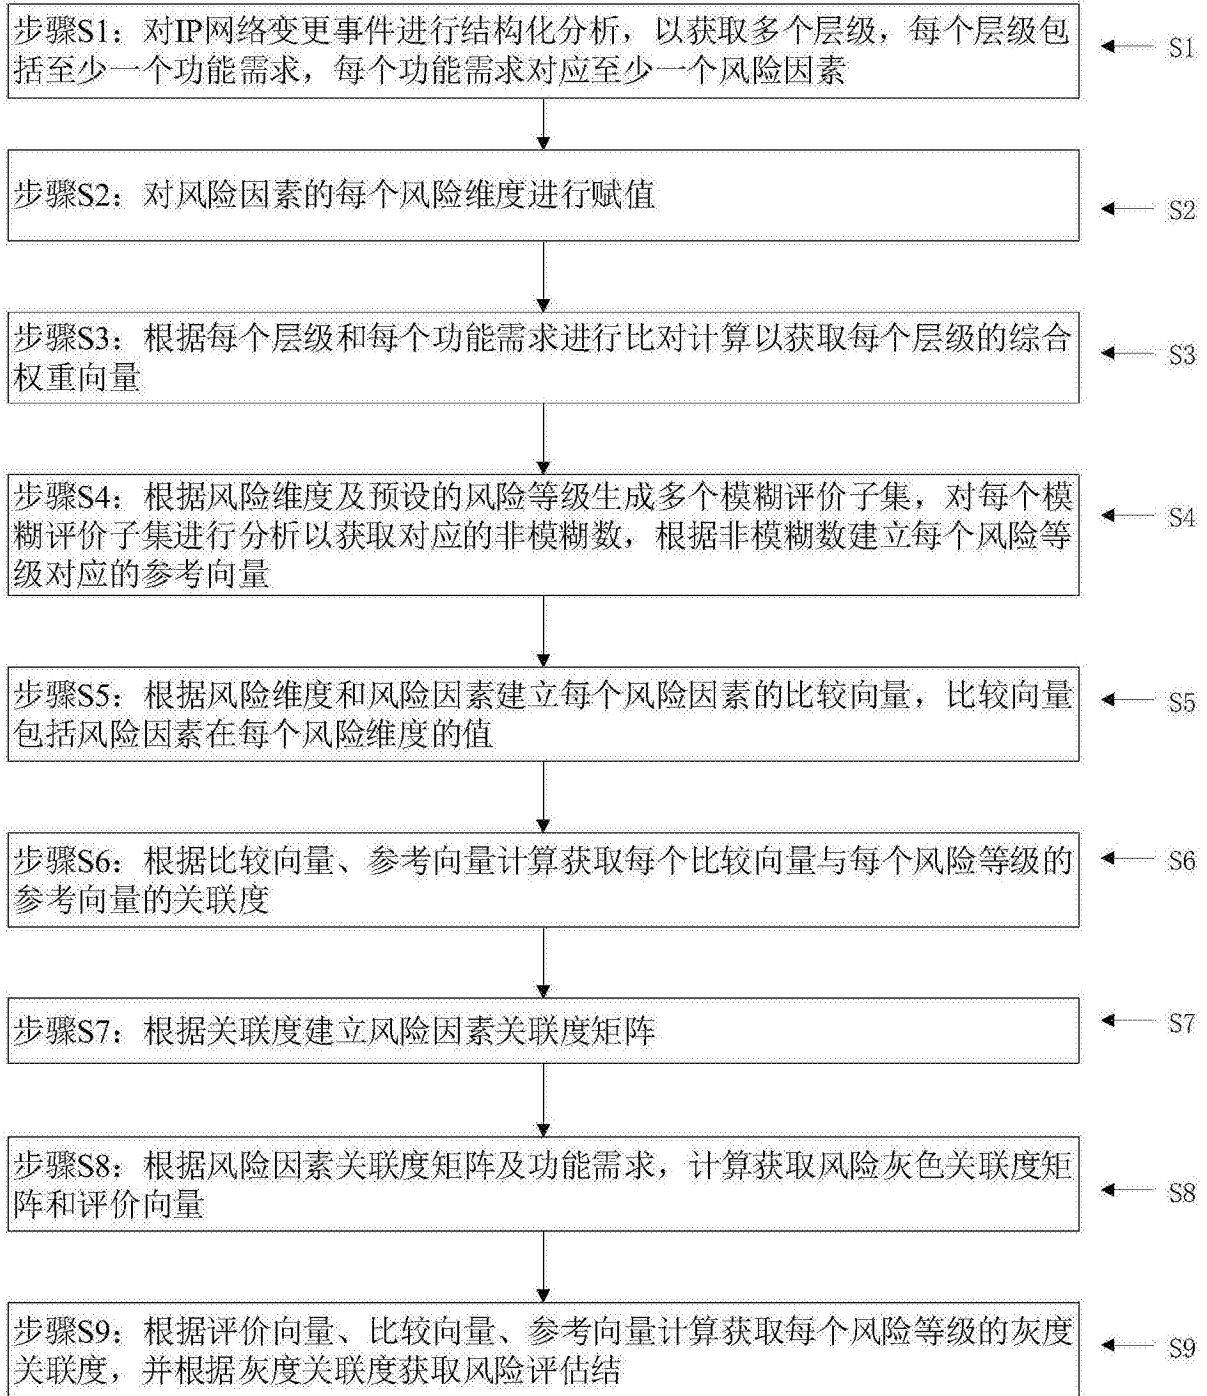 步骤S1：对IP网络变更事件进行结构化分析，以获取多个层级，每个层级包
括至少一个功能需求，每个功能需求对应至少一个风险因素
S1
步骤S2：对风险因素的每个风险维度进行赋值
S2
步骤S3：根据每个层级和每个功能需求进行比对计算以获取每个层级的综合
权重向量
S3
步骤S4：根据风险维度及预设的风险等级生成多个模糊评价子集，对每个模
糊评价子集进行分析以获取对应的非模糊数，根据非模糊数建立每个风险等
级对应的参考向量
S4
步骤S5：根据风险维度和风险因素建立每个风险因素的比较向量，比较向量
包括风险因素在每个风险维度的值
S5
步骤S6：根据比较向量、参考向量计算获取每个比较向量与每个风险等级的
参考向量的关联度
S6
步骤S7：根据关联度建立风险因素关联度矩阵
S7
步骤S8：根据风险因素关联度矩阵及功能需求，计算获取风险灰色关联度矩
阵和评价向量
S8
步骤S9：根据评价向量、比较向量、参考向量计算获取每个风险等级的灰度
关联度，并根据灰度关联度获取风险评估结
S9